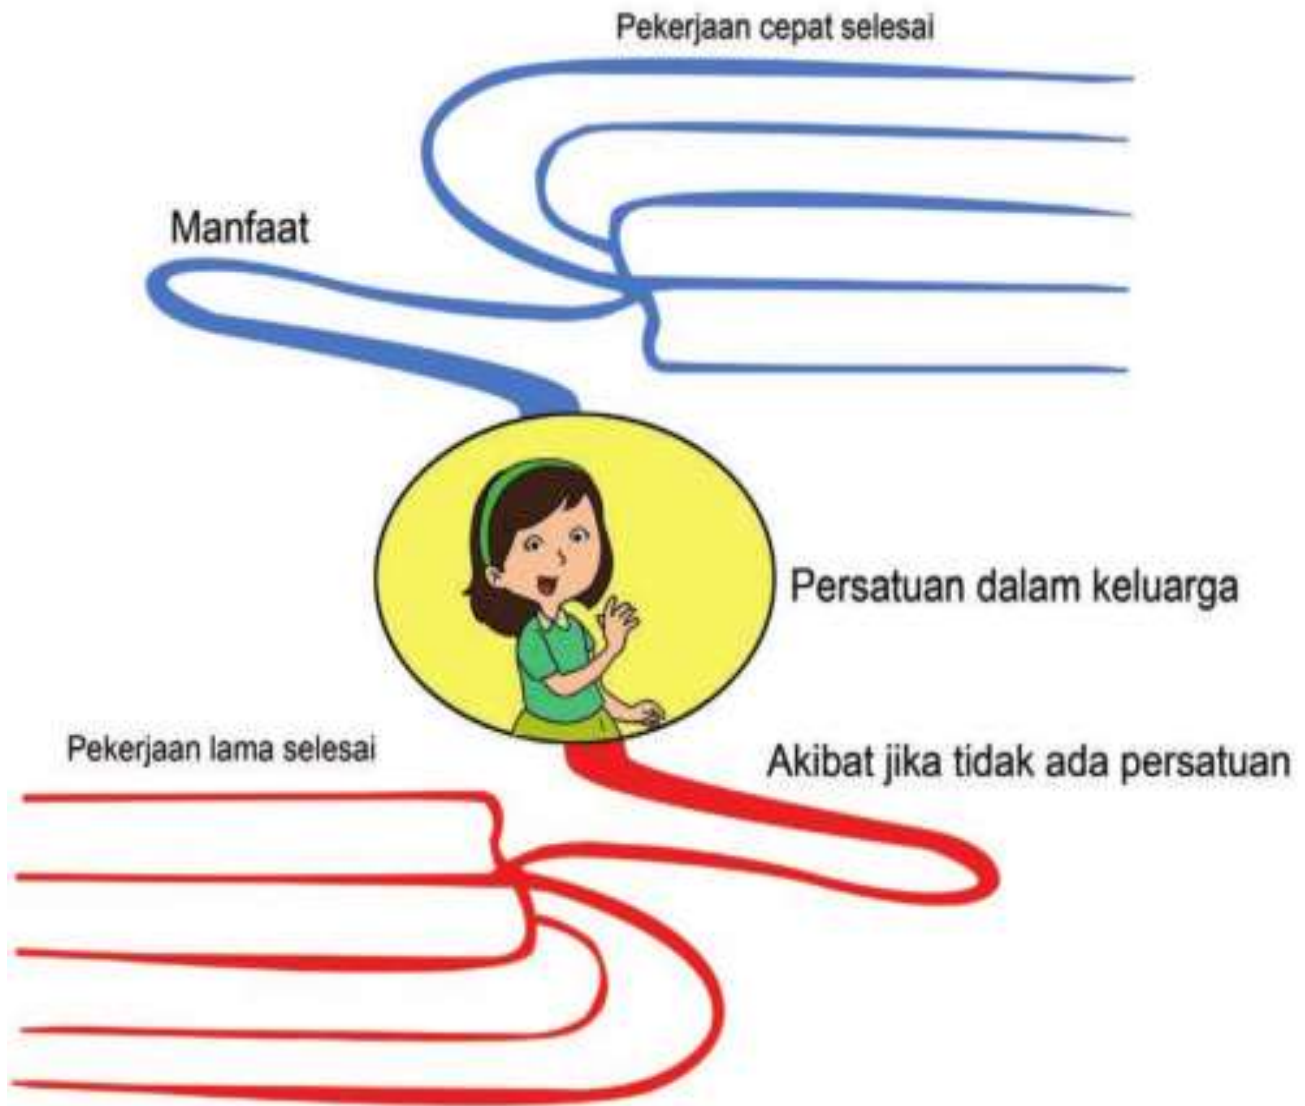 Pekerjaan cepat selesai
Manfaat
Persatuan dalam keluarga
Pekerjaan lama selesai
Akibat jika tidak ada persatuan